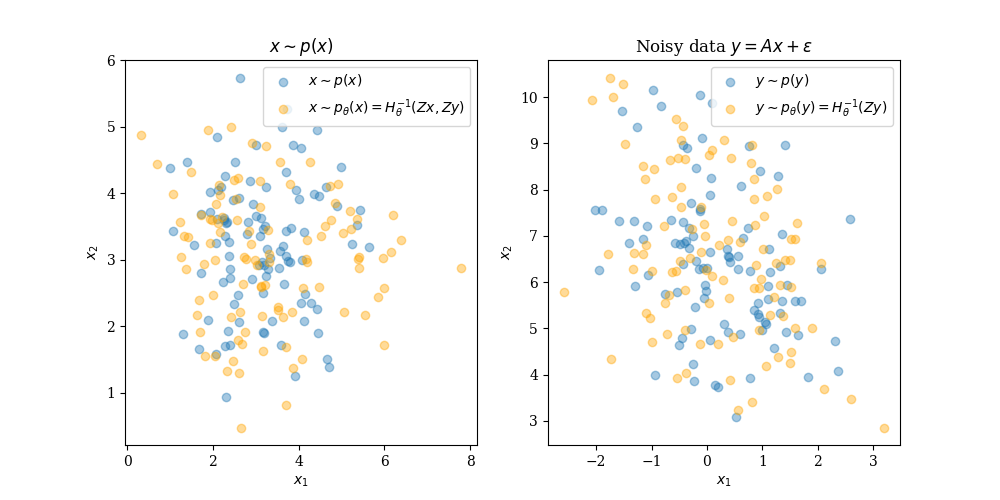 x ∼ p(x)
x ∼ p(x)
x ∼ p_θ(x) = H_θ^{-1}(Zx, Zy)
6
5
4
3
2
1
x₂
0 2 4 6 8
x₁
Noisy data y = Ax + ε
y ∼ p(y)
y ∼ p_θ(y) = H_θ^{-1}(Zy)
10
9
8
7
6
5
4
3
x₂
−2 −1 0 1 2 3
x₁